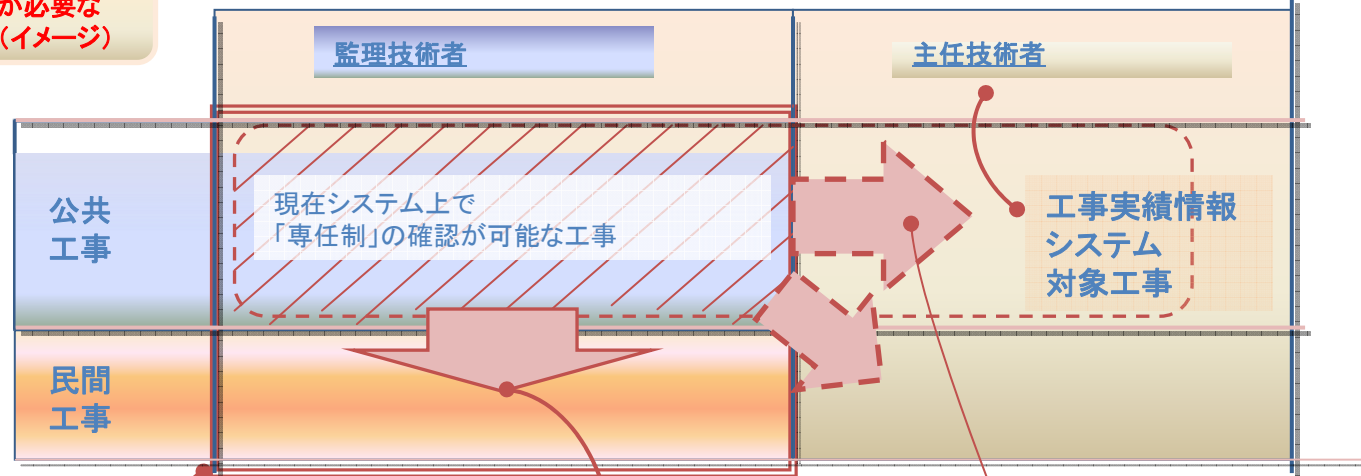 が必要な
（イメージ）
監理技術者
主任技術者
公共
工事
現在システム上で
「専任制」の確認が可能な工事
工事実績情報
システム
対象工事
民間
工事